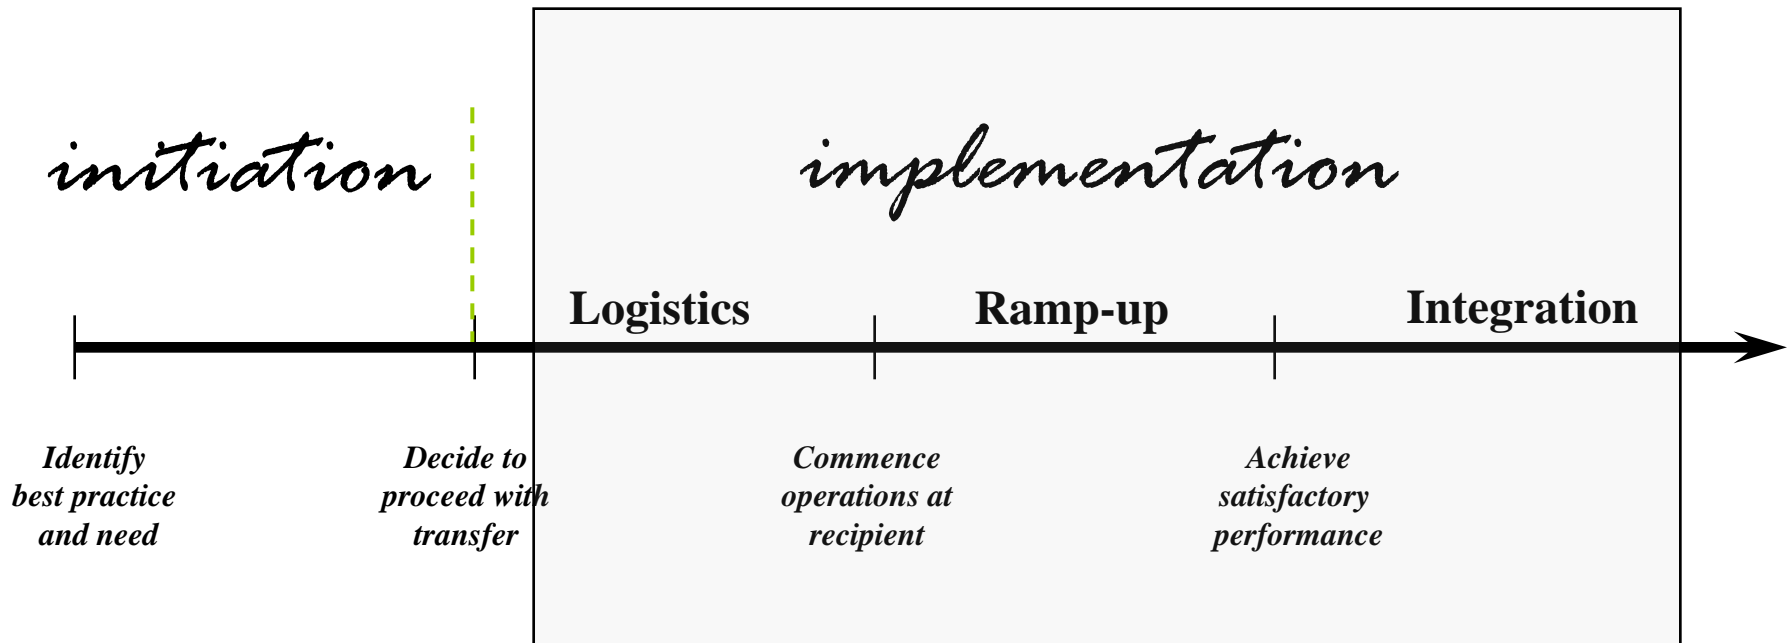 initiation
implementation
Logistics
Ramp-up
Integration
Identify
best practice
and need
Decide to
proceed with
transfer
Commence
operations at
recipient
Achieve
satisfactory
performance